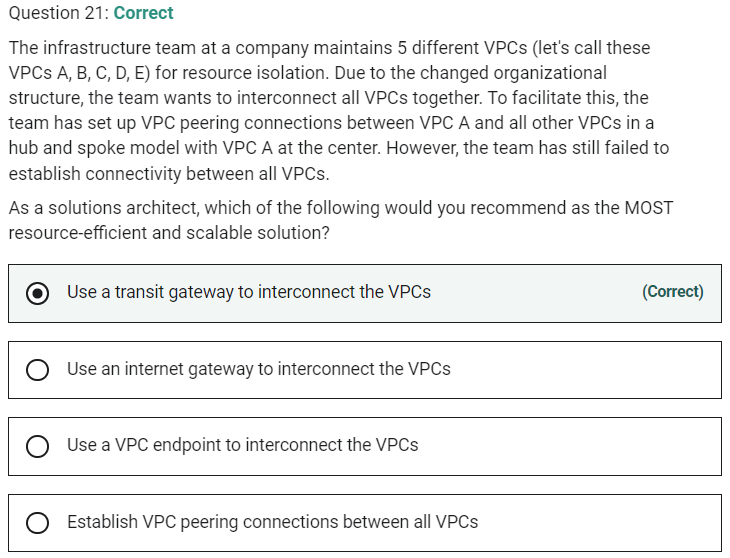 Question 21: Correct
The infrastructure team at a company maintains 5 different VPCs (let's call these
VPCs A, B, C, D, E) for resource isolation. Due to the changed organizational
structure, the team wants to interconnect all VPCs together. To facilitate this, the
team has set up VPC peering connections between VPC A and all other VPCs in a
hub and spoke model with VPC A at the center. However, the team has still failed to
establish connectivity between all VPCs.
As a solutions architect, which of the following would you recommend as the MOST
resource-efficient and scalable solution?
Use a transit gateway to interconnect the VPCs (Correct)
Use an internet gateway to interconnect the VPCs
Use a VPC endpoint to interconnect the VPCs
Establish VPC peering connections between all VPCs